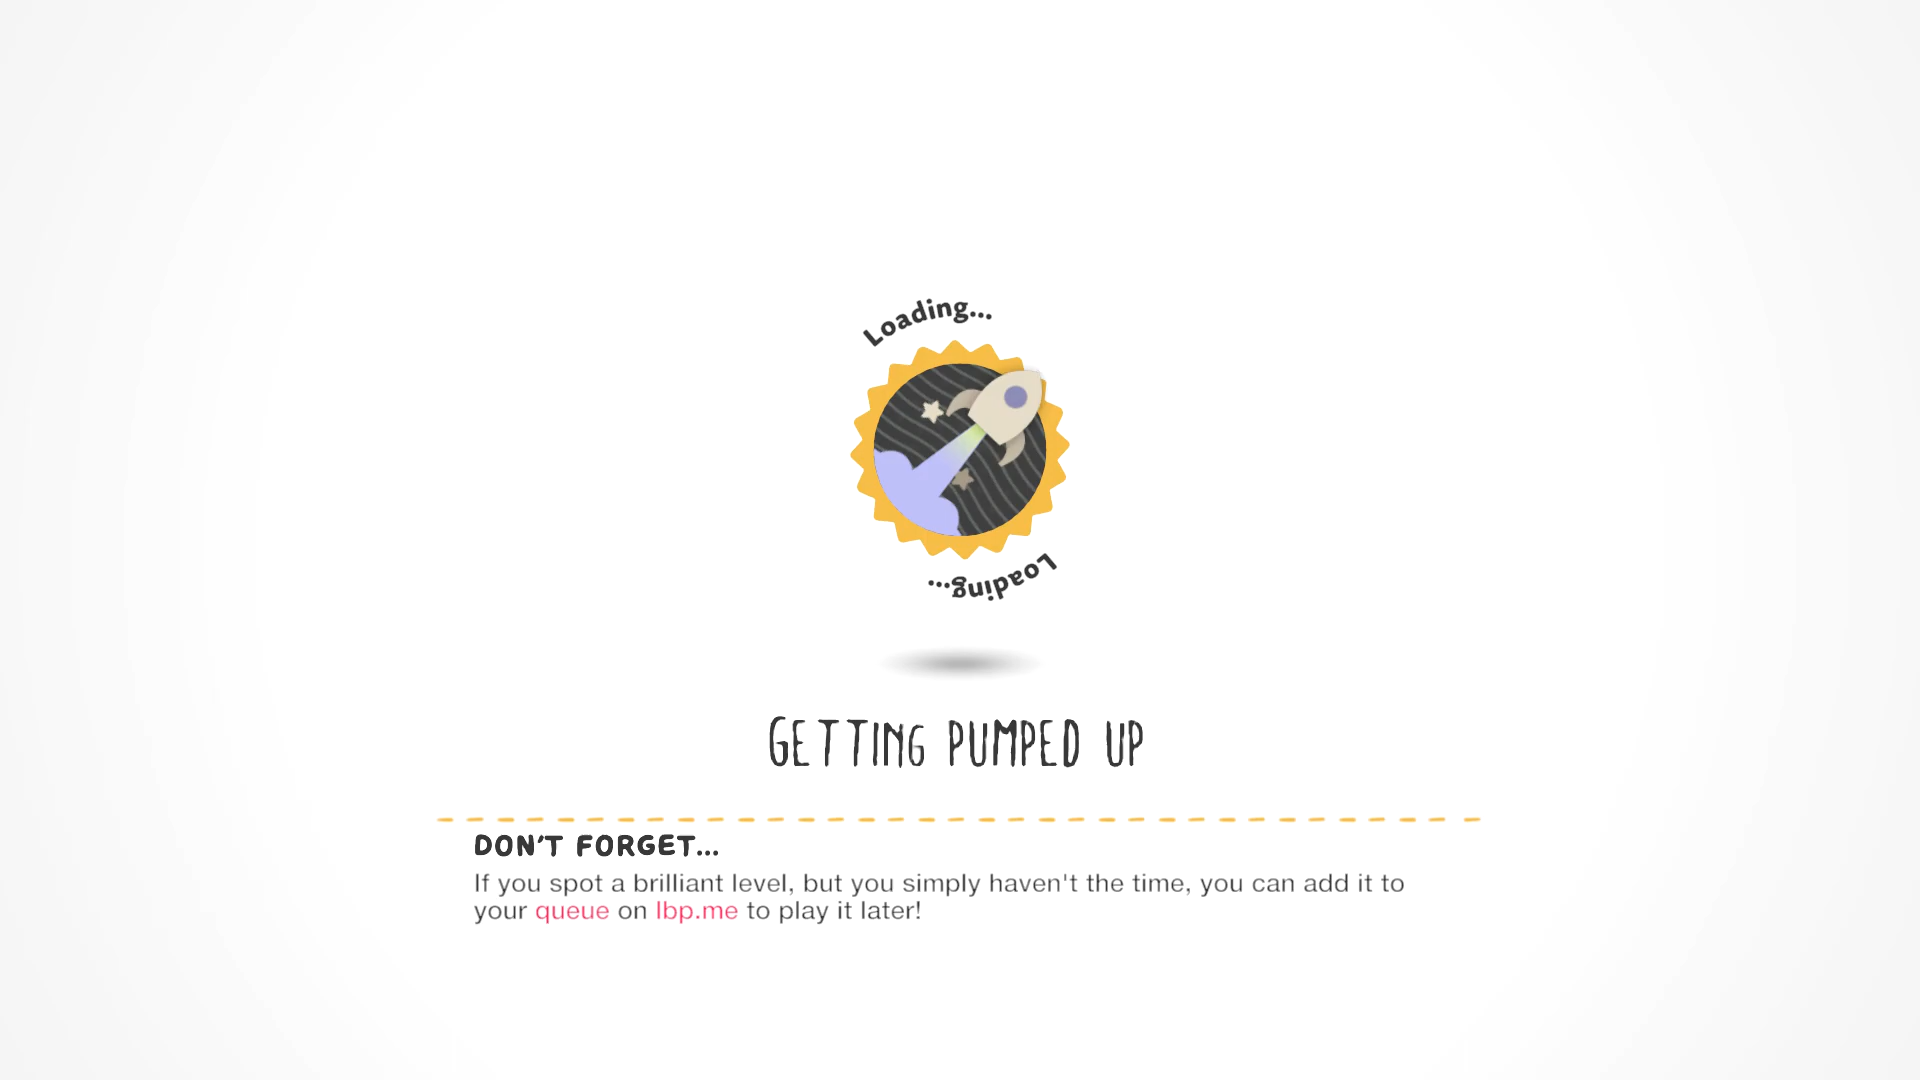 Loading...
Loading...
GETTING PUMPED UP
DON'T FORGET...
If you spot a brilliant level, but you simply haven't the time, you can add it to
your queue on lbp.me to play it later!